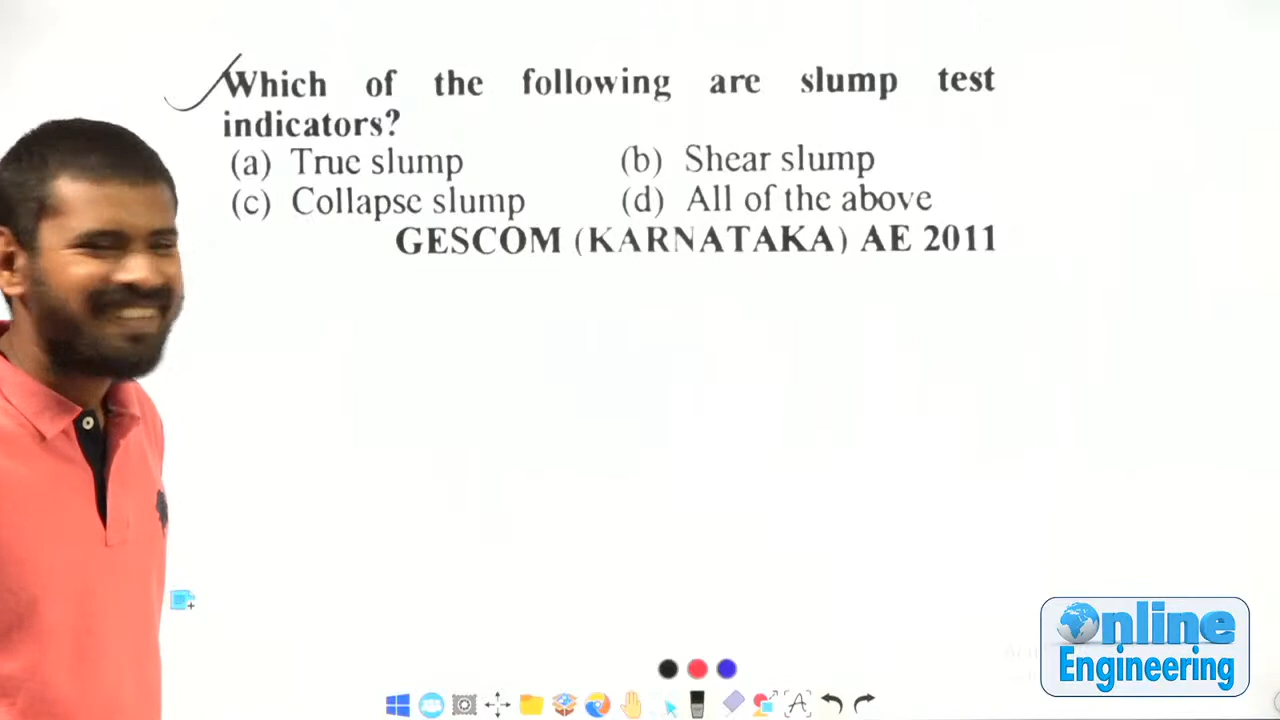 Which of the following are slump test
indicators?
(a) True slump (b) Shear slump
(c) Collapse slump (d) All of the above
GESCOM (KARNATAKA) AE 2011
Online
Engineering